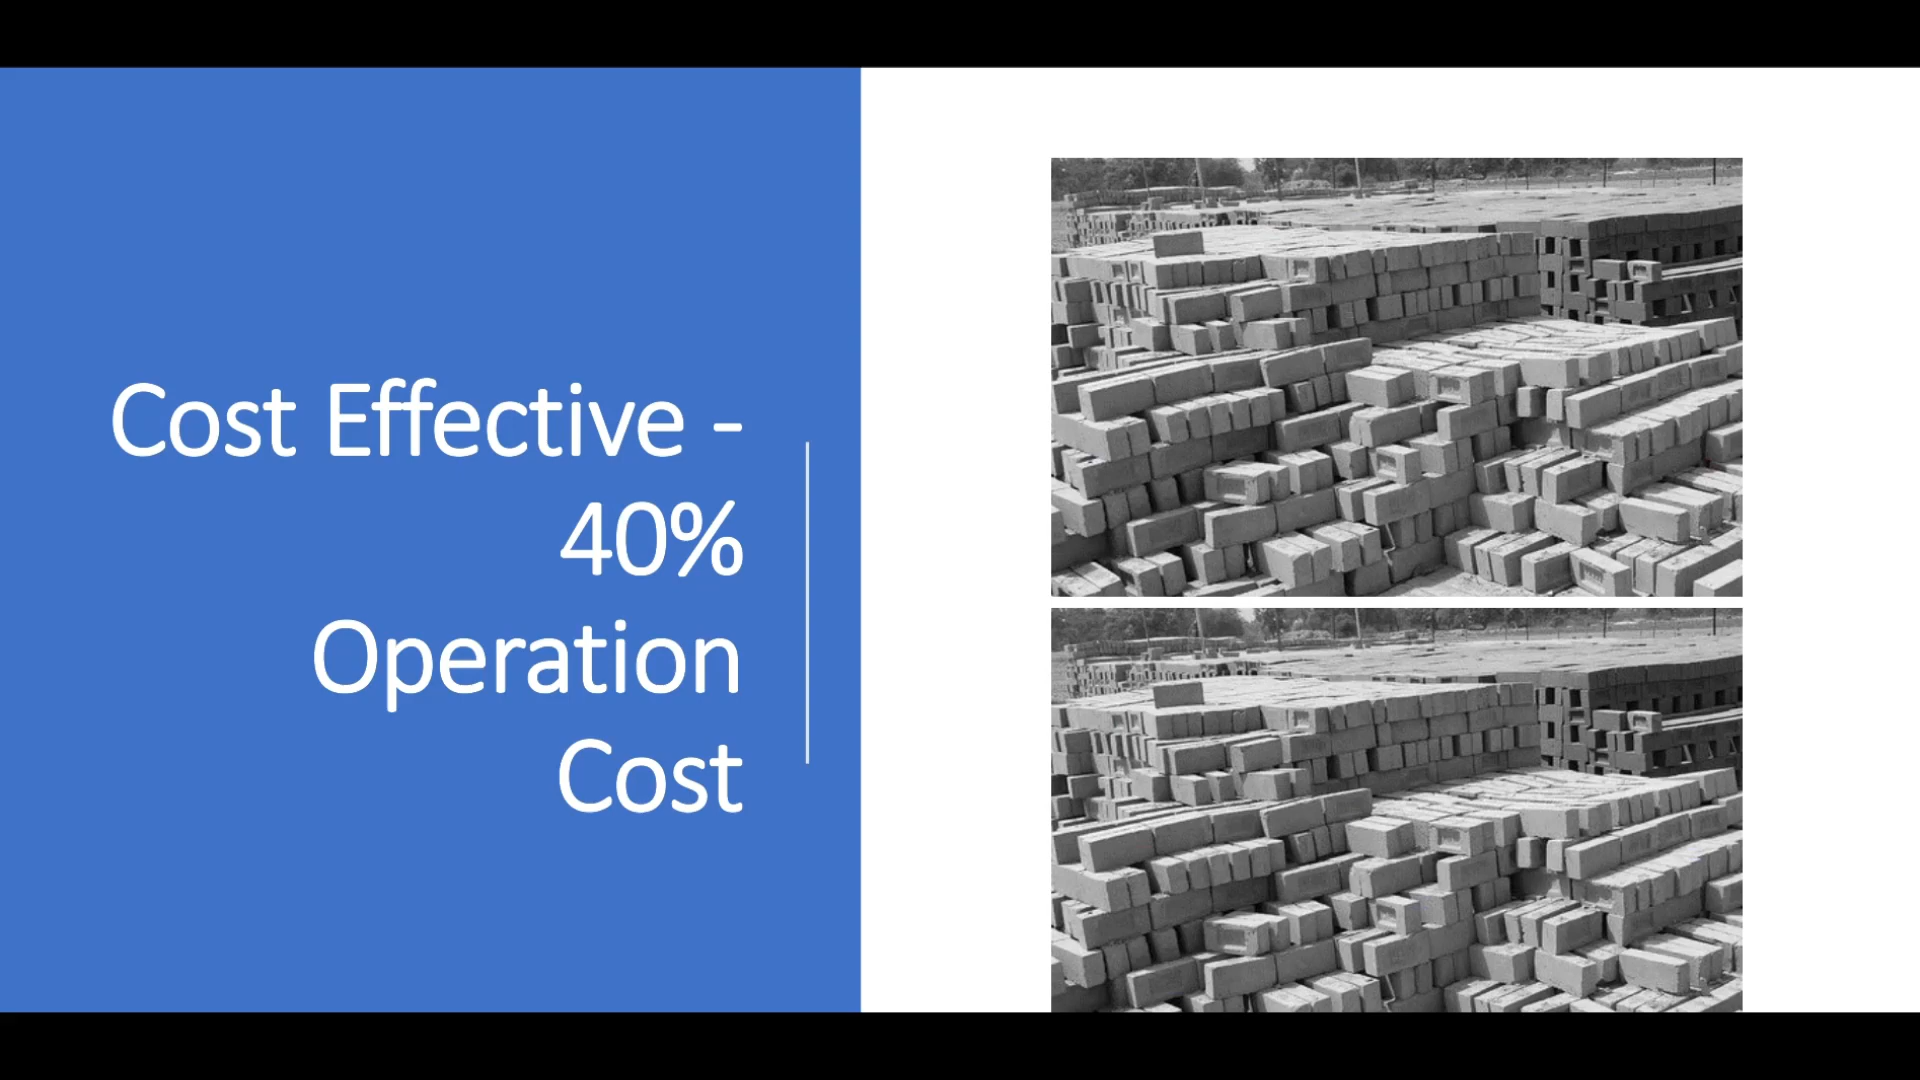 Cost Effective -
40%
Operation
Cost